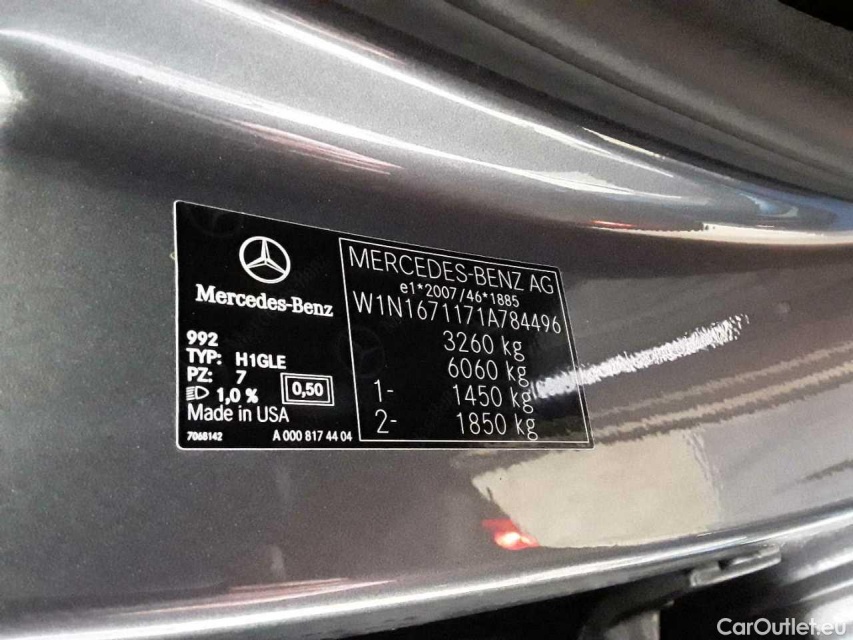 Mercedes-Benz
992
TYP: H1GLE
PZ: 7
1,0 % 0,50
Made in USA
7068142 A 000 817 44 04
MERCEDES-BENZ AG
e1*2007/46*1885
W1N1671171A784496
3260 kg
6060 kg
1- 1450 kg
2- 1850 kg
CarOutlet.eu